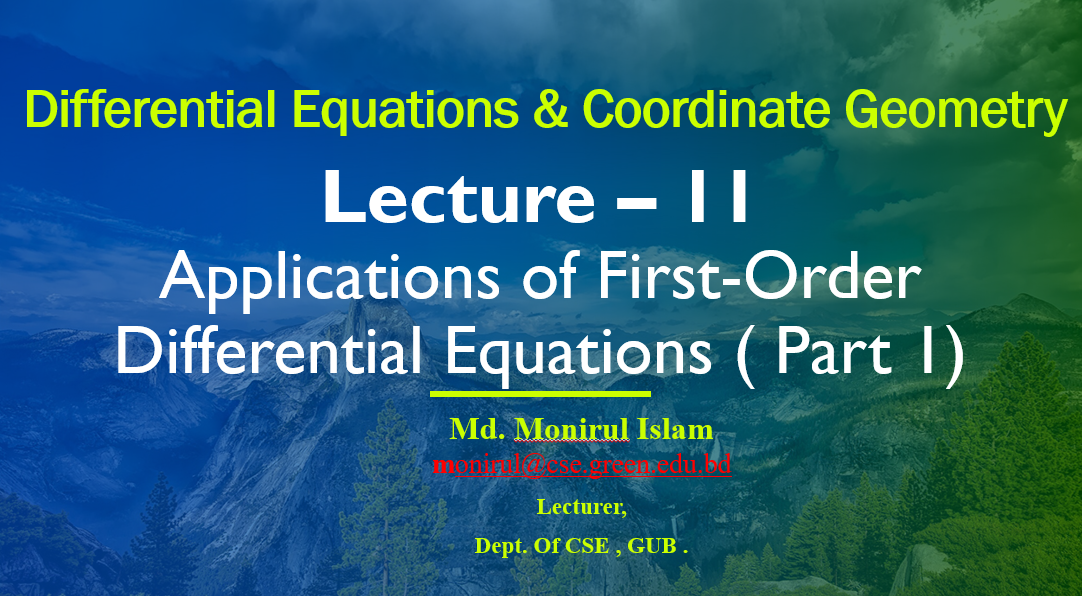 Differential Equations & Coordinate Geometry
Lecture – 11
Applications of First-Order
Differential Equations ( Part 1)
Md. Monirul Islam
monirul@cse.green.edu.bd
Lecturer,
Dept. Of CSE , GUB .